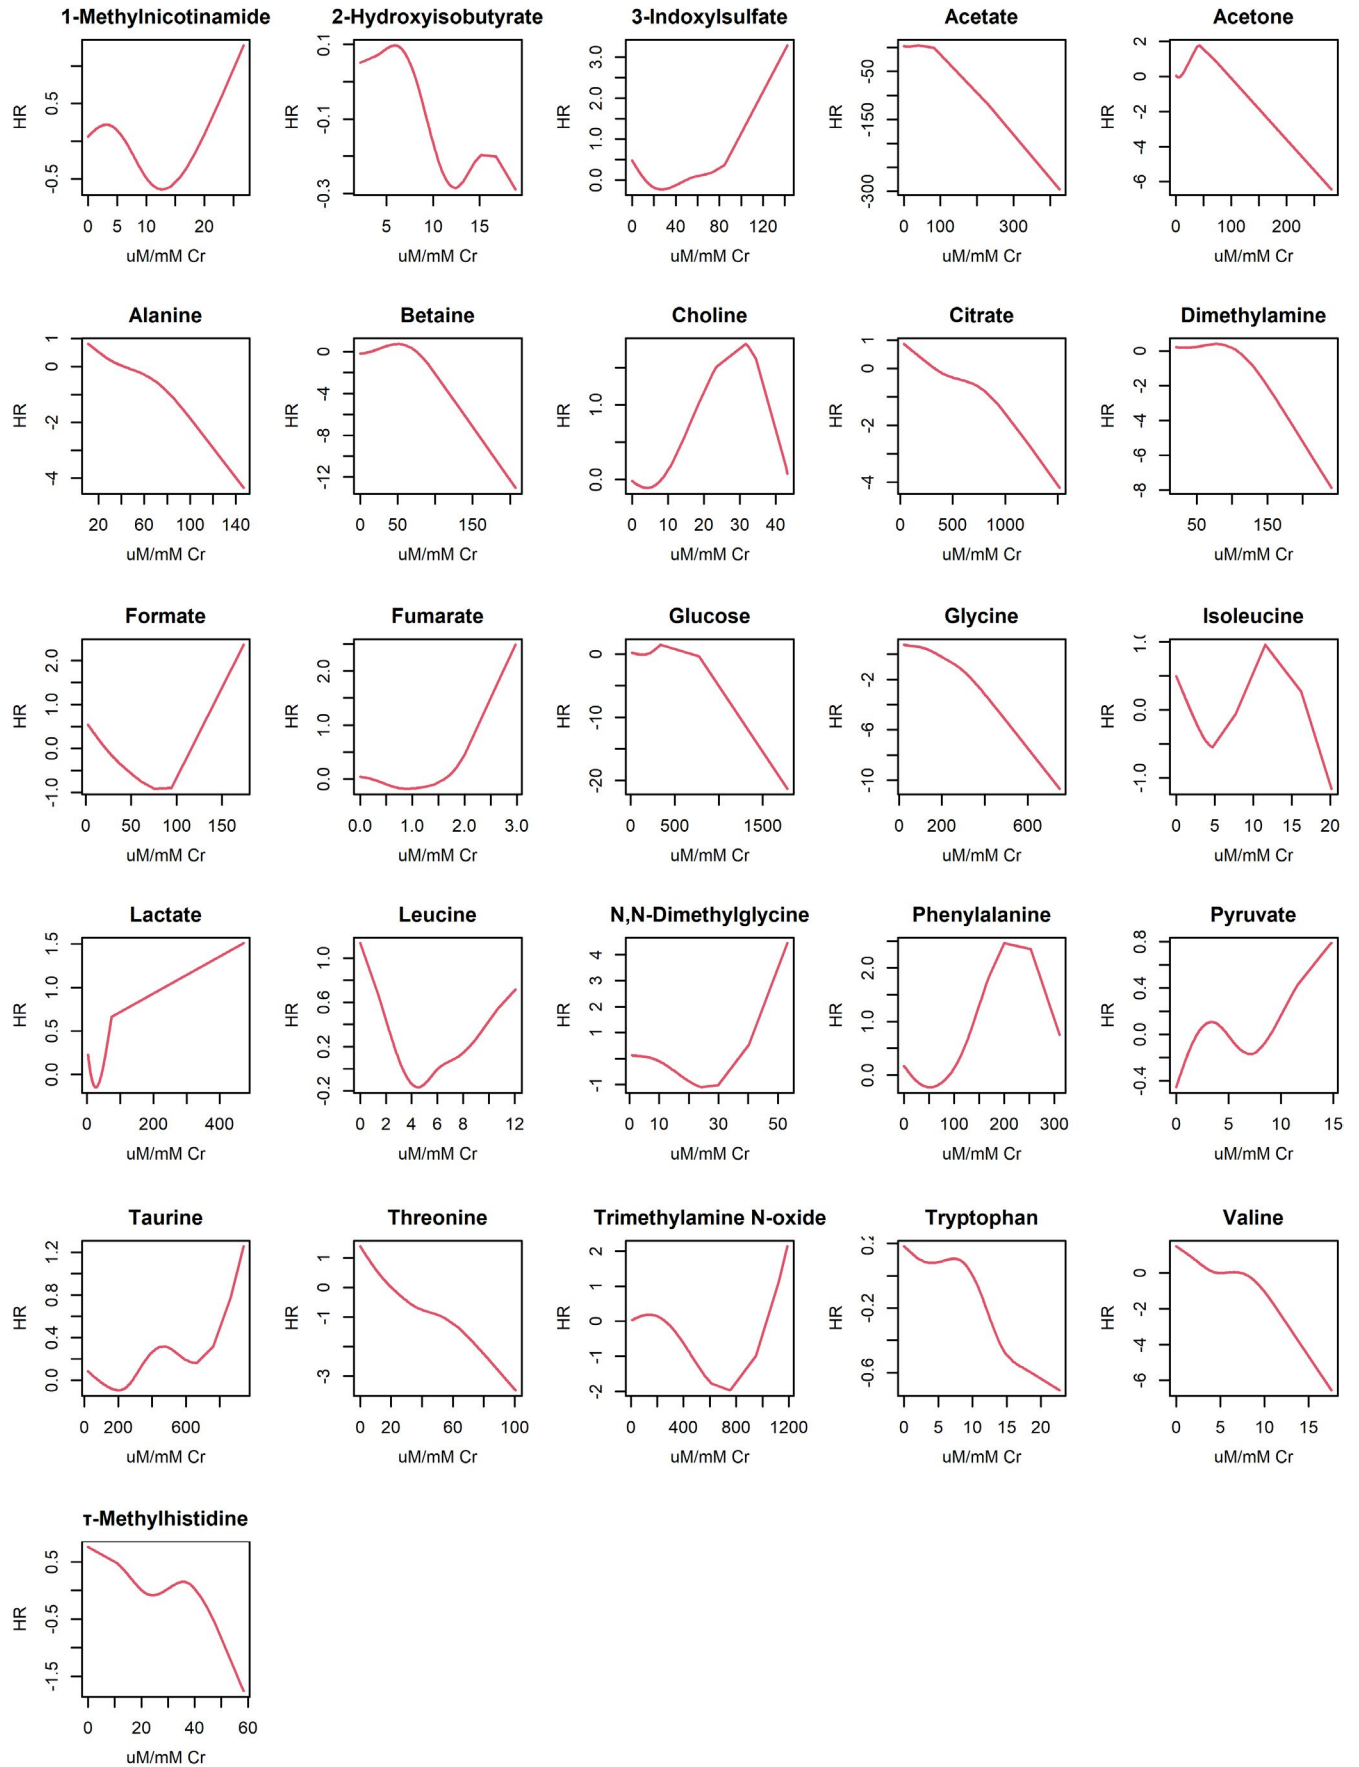 1-Methylnicotinamide 2-Hydroxyisobutyrate 3-Indoxylsulfate Acetate Acetone
HR 0.5 -0.5 HR 0.1 -0.1 -0.3 HR 3.0 2.0 1.0 0.0 HR -50 -150 -300 HR 2 0 -2 -4 -6
0 5 10 20 5 10 15 0 40 80 120 0 100 300 0 100 200
uM/mM Cr uM/mM Cr uM/mM Cr uM/mM Cr uM/mM Cr
Alanine Betaine Choline Citrate Dimethylamine
HR 1 0 -2 -4 HR 0 -4 -8 -12 HR 1.0 0.0 HR 1 0 -2 -4 HR 0 -2 -4 -6 -8
20 60 100 140 0 50 150 0 10 20 30 40 0 500 1000 50 150
uM/mM Cr uM/mM Cr uM/mM Cr uM/mM Cr uM/mM Cr
Formate Fumarate Glucose Glycine Isoleucine
HR 2.0 1.0 0.0 -1.0 HR 2.0 1.0 0.0 HR 0 -10 -20 HR -2 -6 -10 HR 0.0 -1.0
0 50 100 150 0.0 1.0 2.0 3.0 0 500 1500 0 200 600 0 5 10 15 20
uM/mM Cr uM/mM Cr uM/mM Cr uM/mM Cr uM/mM Cr
Lactate Leucine N,N-Dimethylglycine Phenylalanine Pyruvate
HR 1.5 1.0 0.5 0.0 HR 1.0 0.6 0.2 -0.2 HR 4 3 2 1 -1 HR 2.0 1.0 0.0 HR 0.8 0.4 0.0 -0.4
0 200 400 0 2 4 6 8 10 12 0 10 30 50 0 100 200 300 0 5 10 15
uM/mM Cr uM/mM Cr uM/mM Cr uM/mM Cr uM/mM Cr
Taurine Threonine Trimethylamine N-oxide Tryptophan Valine
HR 1.2 0.8 0.4 0.0 HR 1 0 -1 -3 HR 2 1 0 -1 -2 HR -0.2 -0.6 HR 0 -2 -4 -6
0 200 600 0 20 60 100 0 400 800 1200 0 5 10 15 20 0 5 10 15
uM/mM Cr uM/mM Cr uM/mM Cr uM/mM Cr uM/mM Cr
τ-Methylhistidine
HR 0.5 -0.5 -1.5
0 20 40 60
uM/mM Cr